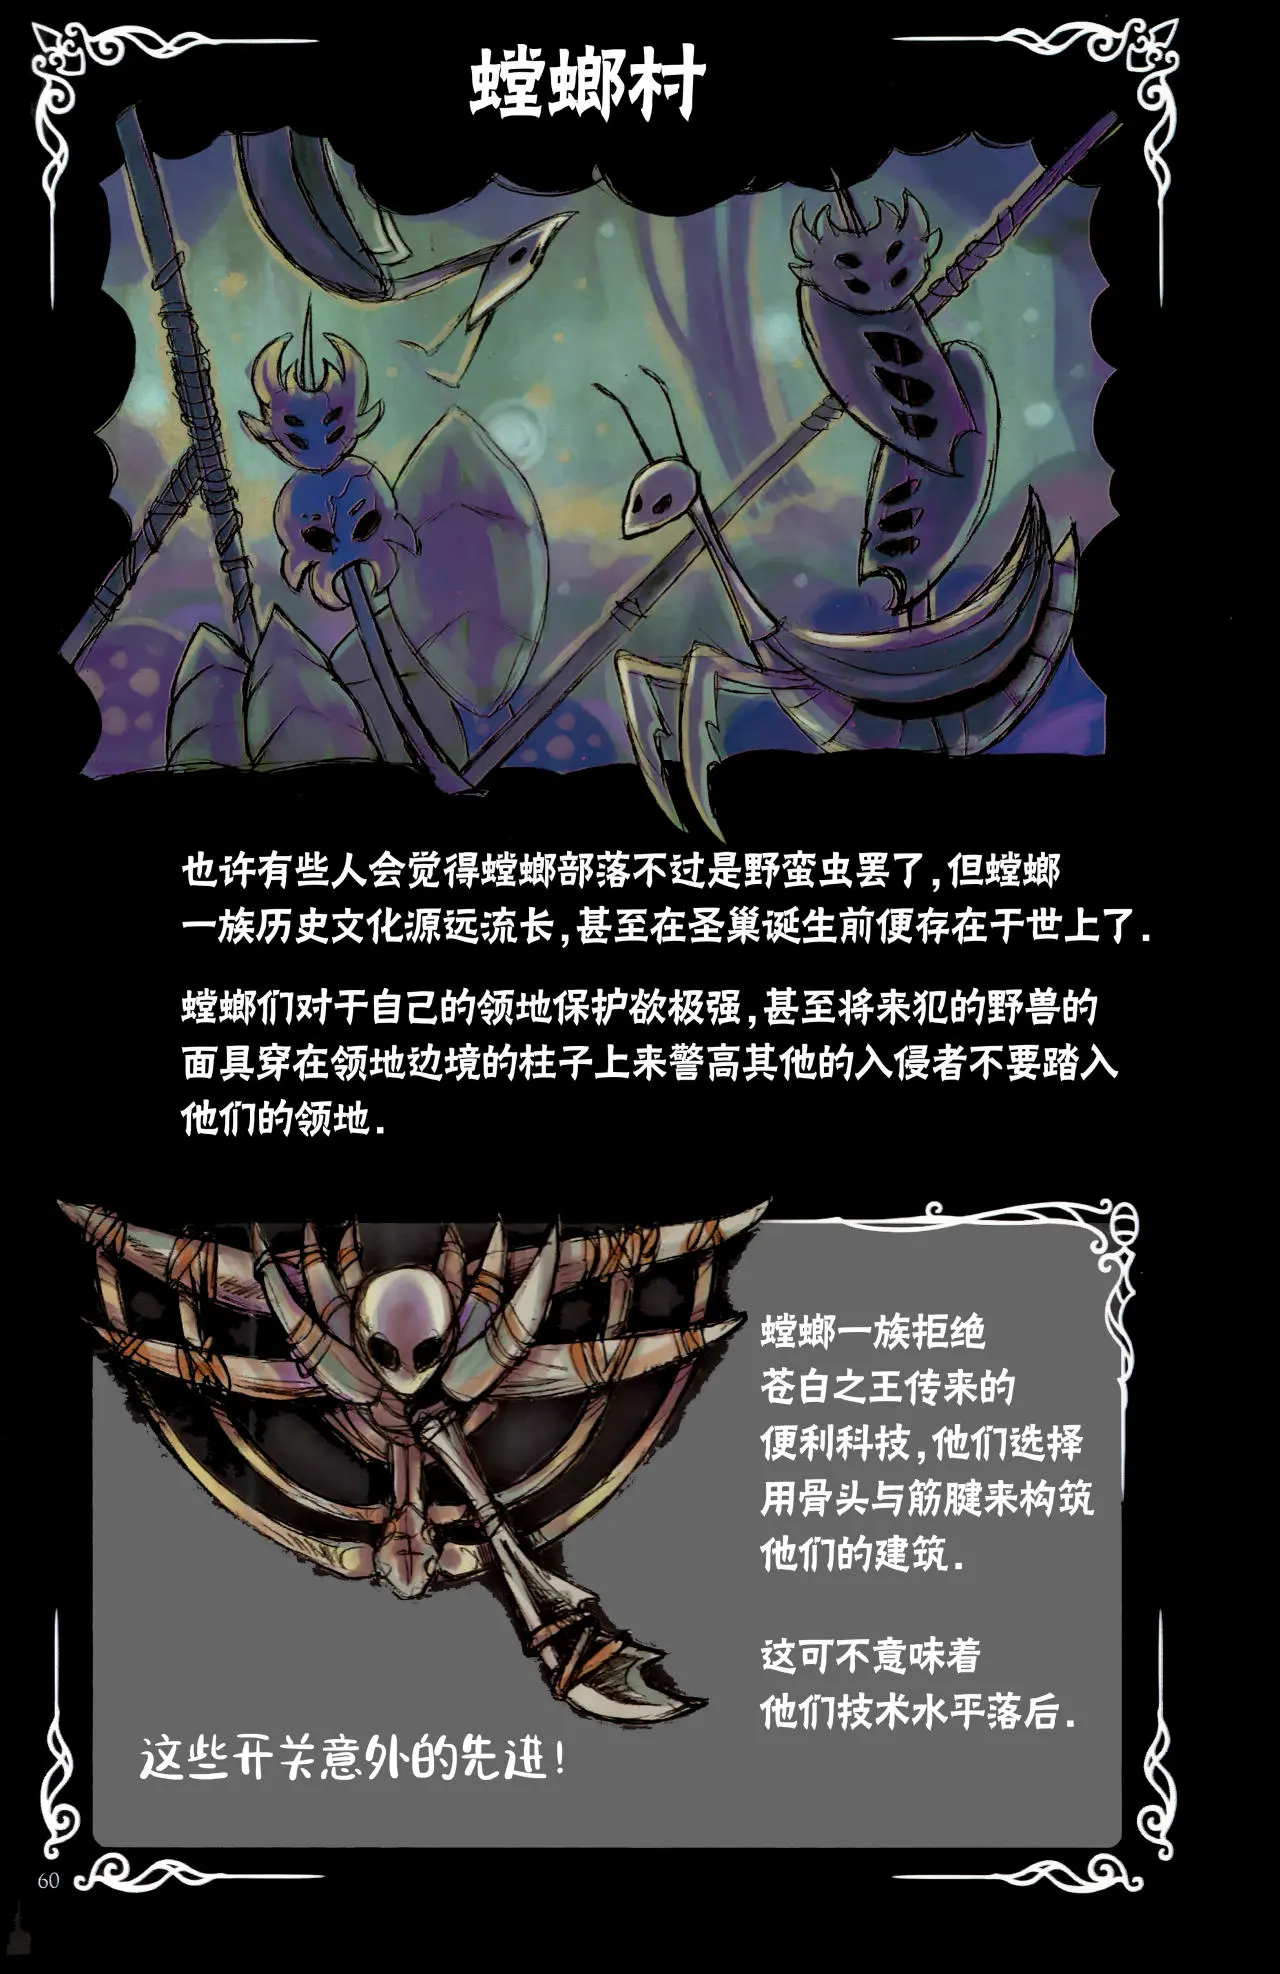 螳螂村
也许有些人会觉得螳螂部落不过是野蛮虫罢了,但螳螂
一族历史文化源远流长,甚至在圣巢诞生前便存在于世上了.
螳螂们对于自己的领地保护欲极强,甚至将来犯的野兽的
面具穿在领地边境的柱子上来警高其他的入侵者不要踏入
他们的领地.
螳螂一族拒绝
苍白之王传来的
便利科技,他们选择
用骨头与筋腱来构筑
他们的建筑.
这可不意味着
他们技术水平落后.
这些开关意外的先进!
60